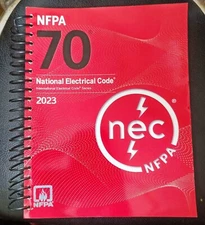 NFPA
70®
National Electrical Code®
International Electrical Code® Series
2023
nec®
NFPA
NFPA